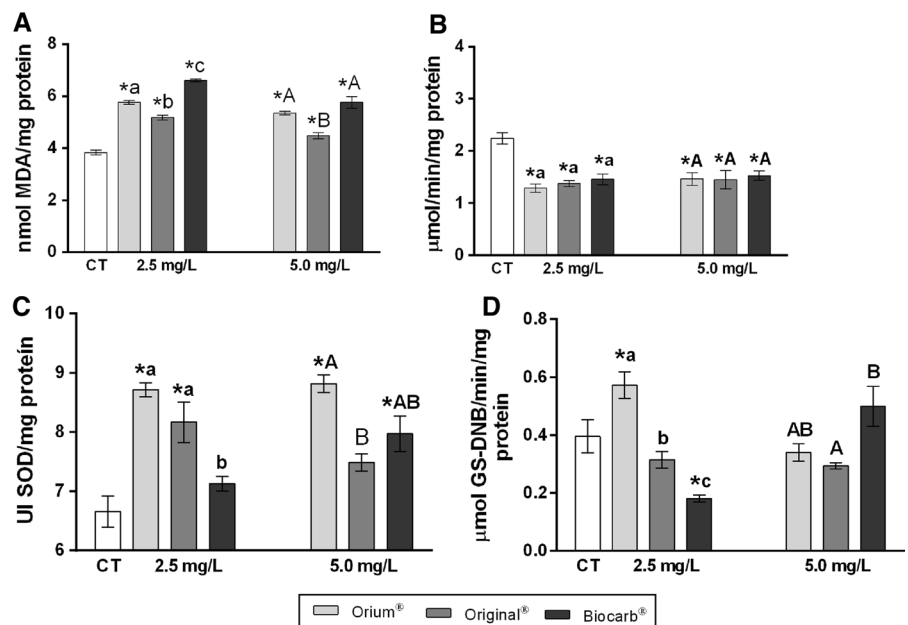 A
nmol MDA/mg protein
8
6
4
2
0
*a
*b
*c
*A
*B
*A
CT 2.5 mg/L 5.0 mg/L
B
µmol/min/mg protein
4
3
2
1
0
*a
*a
*a
*A
*A
*A
CT 2.5 mg/L 5.0 mg/L
C
UI SOD/mg protein
10
9
8
7
6
*a
*a
b
*A
B
*AB
CT 2.5 mg/L 5.0 mg/L
D
µmol GS-DNB/min/mg
protein
0.8
0.6
0.4
0.2
0.0
*a
b
*c
AB
A
B
CT 2.5 mg/L 5.0 mg/L
Orium® Original® Biocarb®